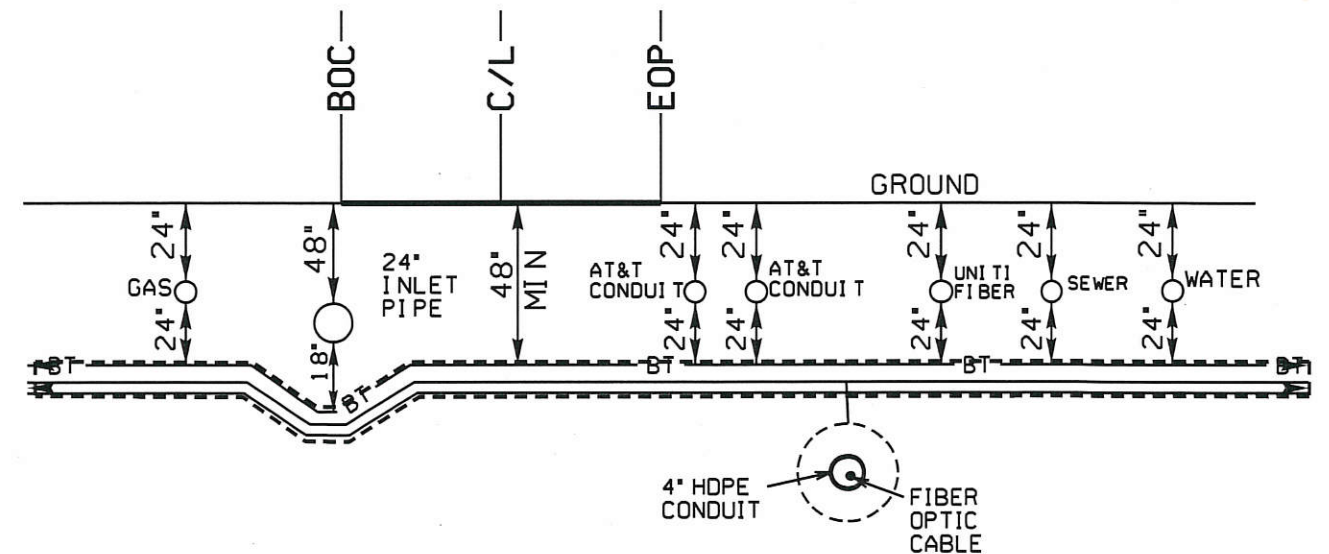 BOC
C/L
EOP
GROUND
24"
48"
48"
MIN
24"
24"
24"
24"
24"
GAS
24"
INLET
PIPE
AT&T
CONDUIT
AT&T
CONDUIT
UNITI
FIBER
SEWER
WATER
24"
18"
24"
24"
24"
24"
24"
BT
BT
BT
BT
BT
4" HDPE
CONDUIT
FIBER
OPTIC
CABLE